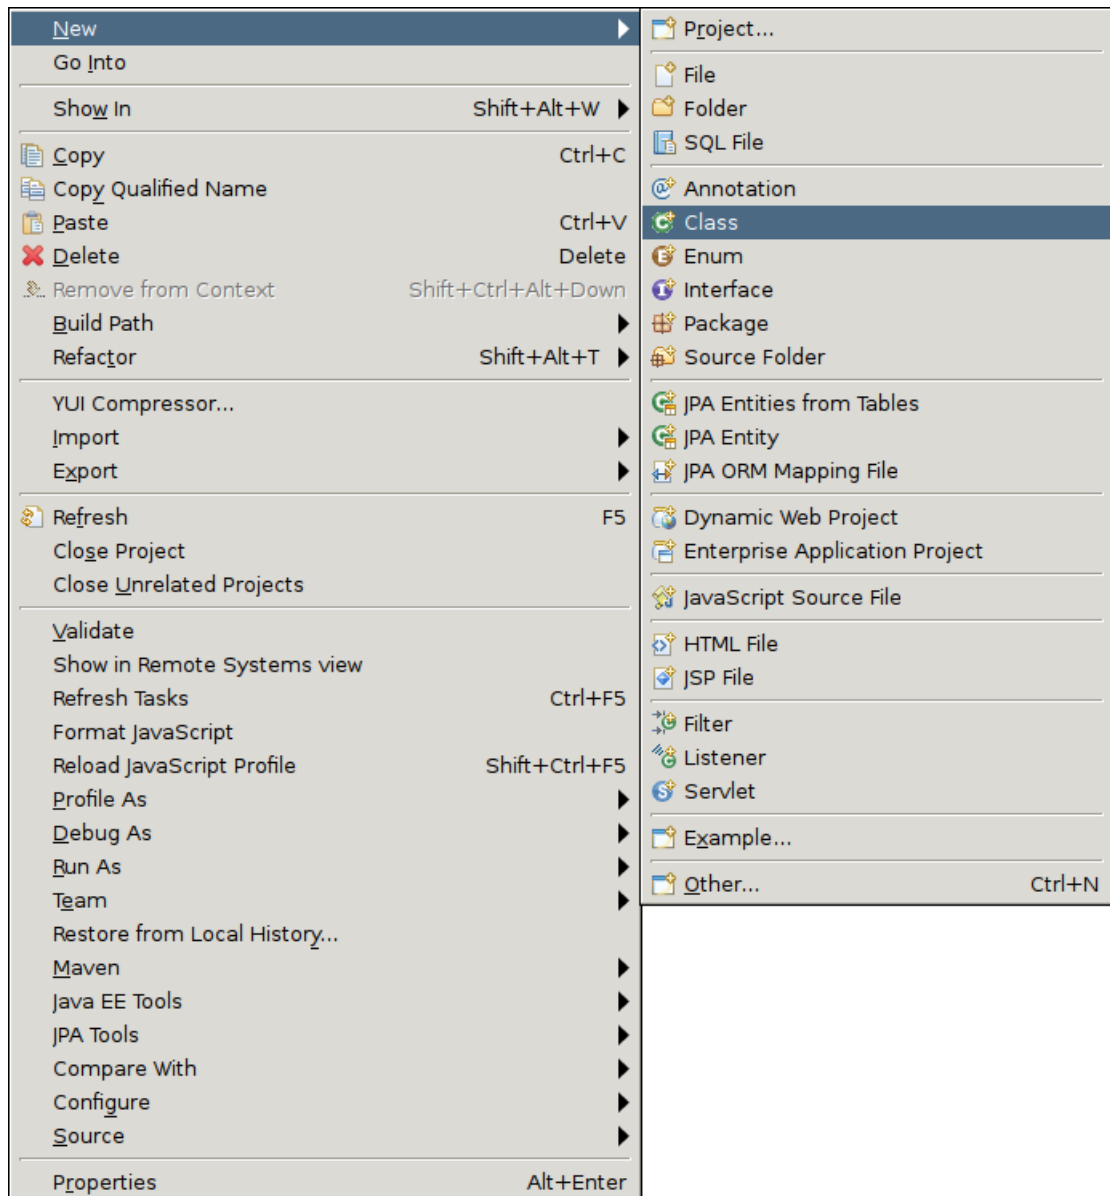 New
Go Into
Show In Shift+Alt+W
Copy Ctrl+C
Copy Qualified Name
Paste Ctrl+V
Delete Delete
Remove from Context Shift+Ctrl+Alt+Down
Build Path
Refactor Shift+Alt+T
YUI Compressor...
Import
Export
Refresh F5
Close Project
Close Unrelated Projects
Validate
Show in Remote Systems view
Refresh Tasks Ctrl+F5
Format JavaScript
Reload JavaScript Profile Shift+Ctrl+F5
Profile As
Debug As
Run As
Team
Restore from Local History...
Maven
Java EE Tools
JPA Tools
Compare With
Configure
Source
Properties Alt+Enter
Project...
File
Folder
SQL File
Annotation
Class
Enum
Interface
Package
Source Folder
JPA Entities from Tables
JPA Entity
JPA ORM Mapping File
Dynamic Web Project
Enterprise Application Project
JavaScript Source File
HTML File
JSP File
Filter
Listener
Servlet
Example...
Other... Ctrl+N